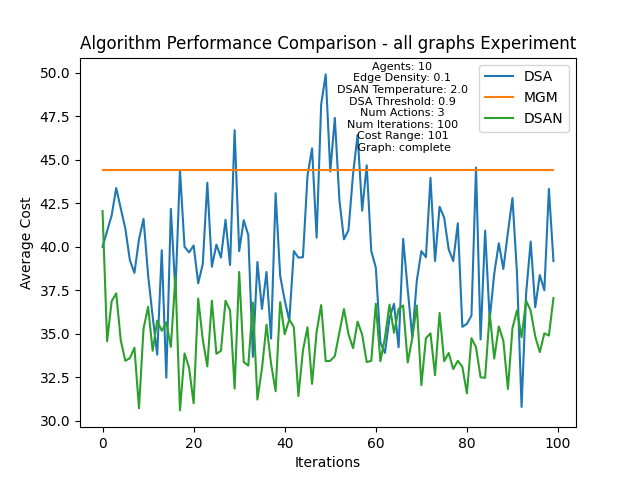 Algorithm Performance Comparison - all graphs Experiment
Agents: 10
Edge Density: 0.1
DSAN Temperature: 2.0
DSA Threshold: 0.9
Num Actions: 3
Num Iterations: 100
Cost Range: 101
Graph: complete
DSA
MGM
DSAN
Average Cost
50.0
47.5
45.0
42.5
40.0
37.5
35.0
32.5
30.0
0
20
40
60
80
100
Iterations